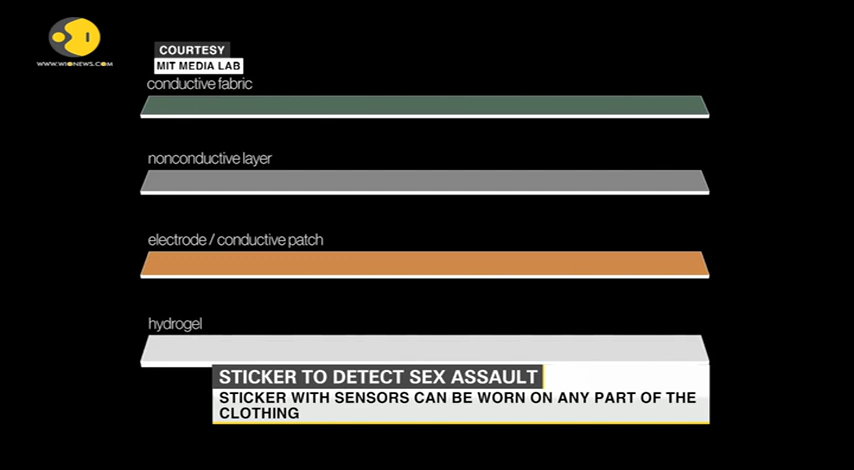 WWW.WIONEWS.COM
COURTESY
MIT MEDIA LAB
conductive fabric
nonconductive layer
electrode / conductive patch
hydrogel
STICKER TO DETECT SEX ASSAULT
STICKER WITH SENSORS CAN BE WORN ON ANY PART OF THE
CLOTHING